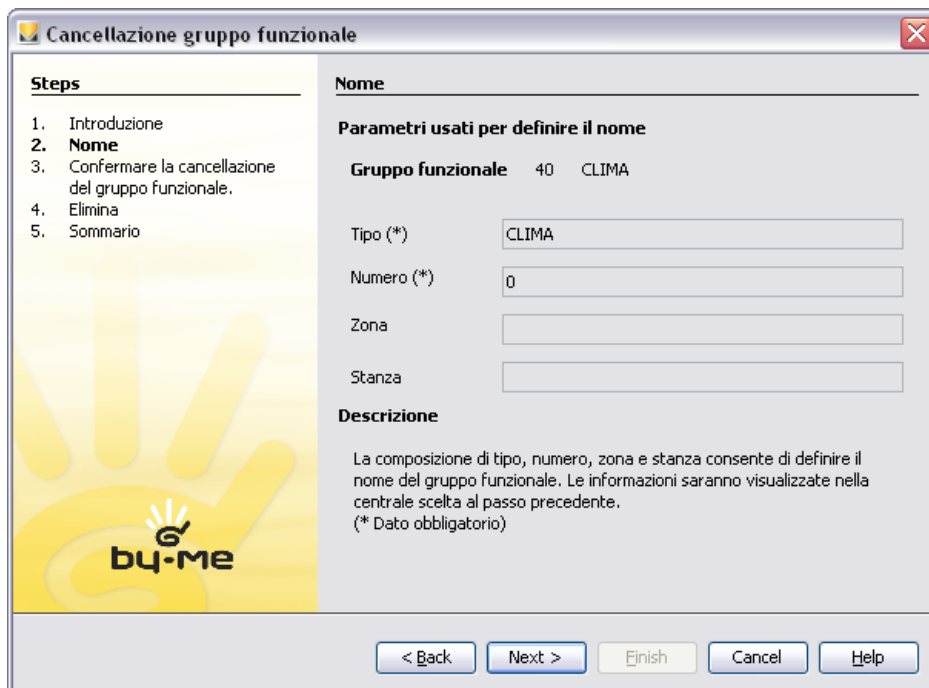 Cancellazione gruppo funzionale
Steps
1. Introduzione
2. Nome
3. Confermare la cancellazione
del gruppo funzionale.
4. Elimina
5. Sommario
by-me
Nome
Parametri usati per definire il nome
Gruppo funzionale 40 CLIMA
Tipo (*) CLIMA
Numero (*) 0
Zona
Stanza
Descrizione
La composizione di tipo, numero, zona e stanza consente di definire il
nome del gruppo funzionale. Le informazioni saranno visualizzate nella
centrale scelta al passo precedente.
(* Dato obbligatorio)
< Back Next > Finish Cancel Help